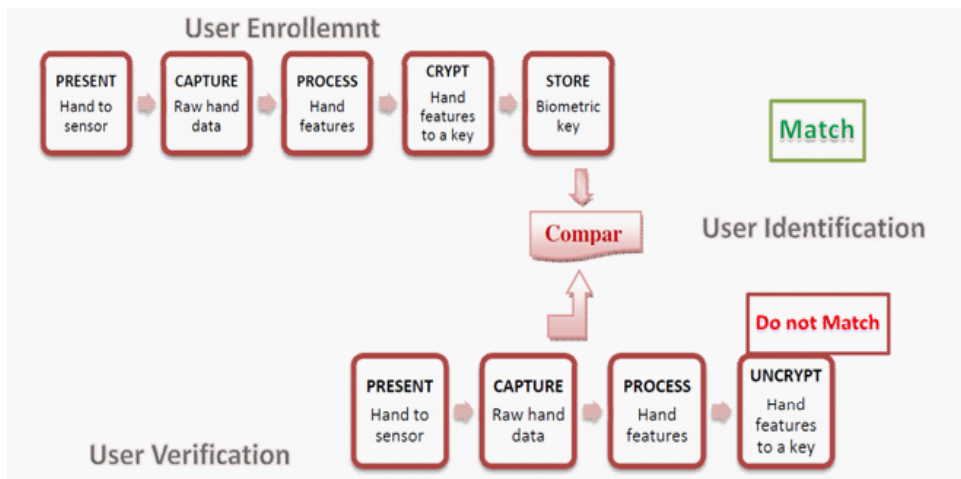 User Enrollemnt
PRESENT
Hand to
sensor
CAPTURE
Raw hand
data
PROCESS
Hand
features
CRYPT
Hand
features
to a key
STORE
Biometric
key
Match
Compar
User Identification
Do not Match
PRESENT
Hand to
sensor
CAPTURE
Raw hand
data
PROCESS
Hand
features
UNCRYPT
Hand
features
to a key
User Verification